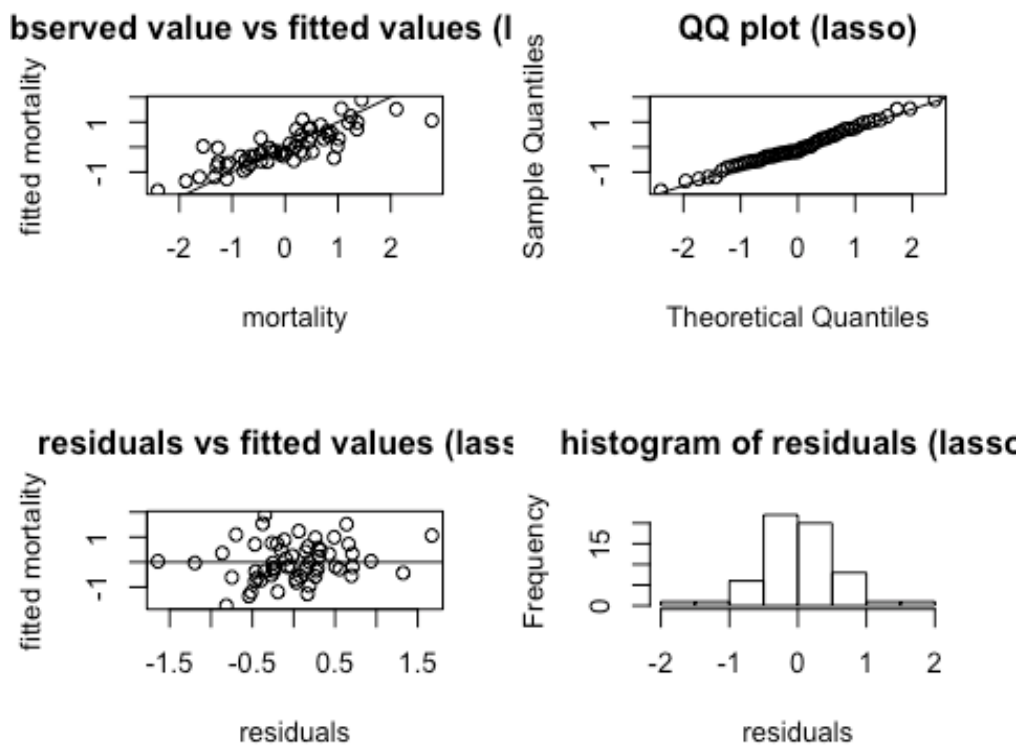 bserved value vs fitted values (l
fitted mortality
1
-1
-2 -1 0 1 2
mortality
QQ plot (lasso)
Sample Quantiles
1
-1
-2 -1 0 1 2
Theoretical Quantiles
residuals vs fitted values (lass
fitted mortality
1
-1
-1.5 -0.5 0.5 1.5
residuals
histogram of residuals (lasso
Frequency
15
0
-2 -1 0 1 2
residuals